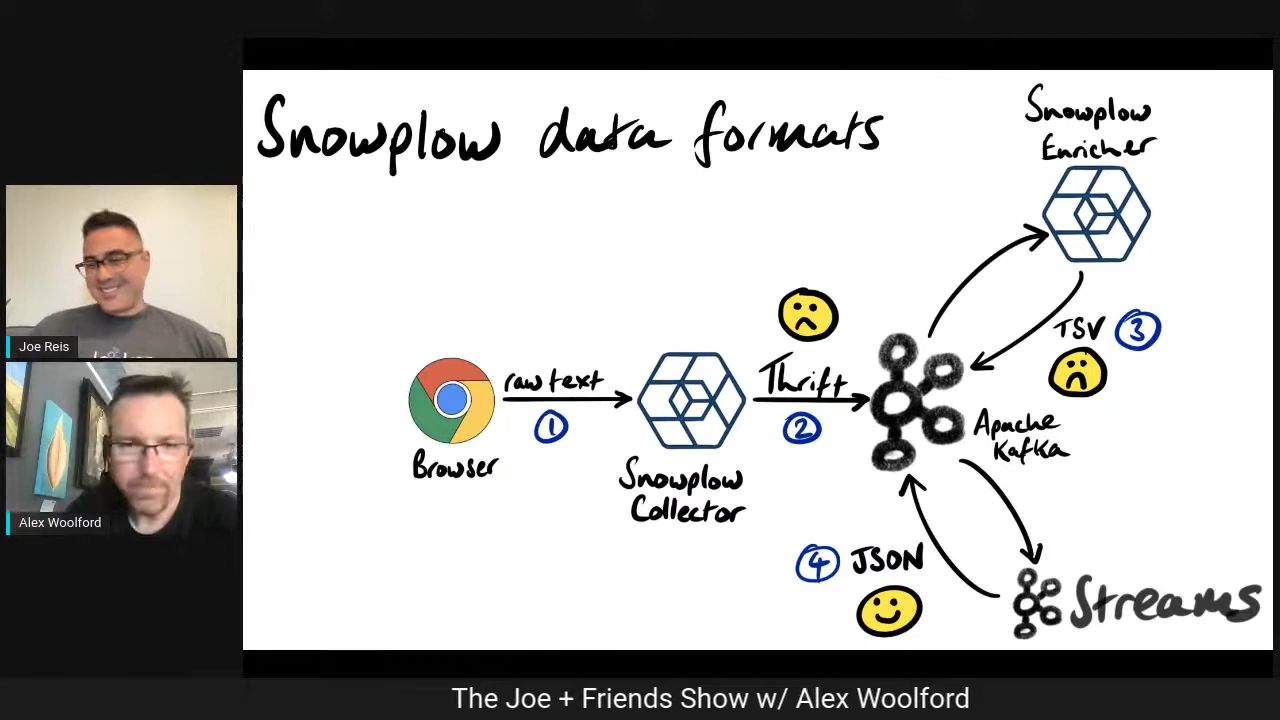 Snowplow data formats
Snowplow
Enricher
TSV 3
raw text
1
Thrift
2
Browser
Snowplow
Collector
Apache
Kafka
4 JSON
Streams
Joe Reis
Alex Woolford
The Joe + Friends Show w/ Alex Woolford